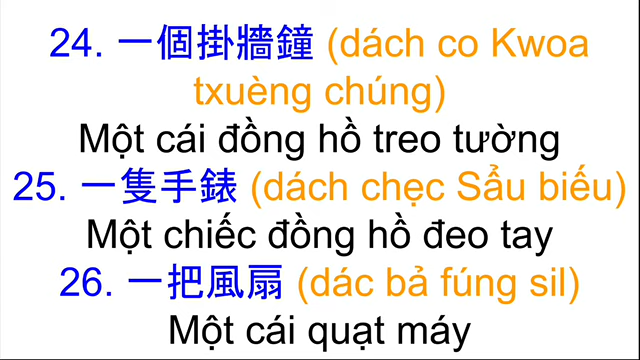 24. 一個掛牆鐘 (dách co Kwoa
txuèng chúng)
Một cái đồng hồ treo tường
25. 一隻手錶 (dách chẹc Sẩu biếu)
Một chiếc đồng hồ đeo tay
26. 一把風扇 (dác bả fúng sil)
Một cái quạt máy